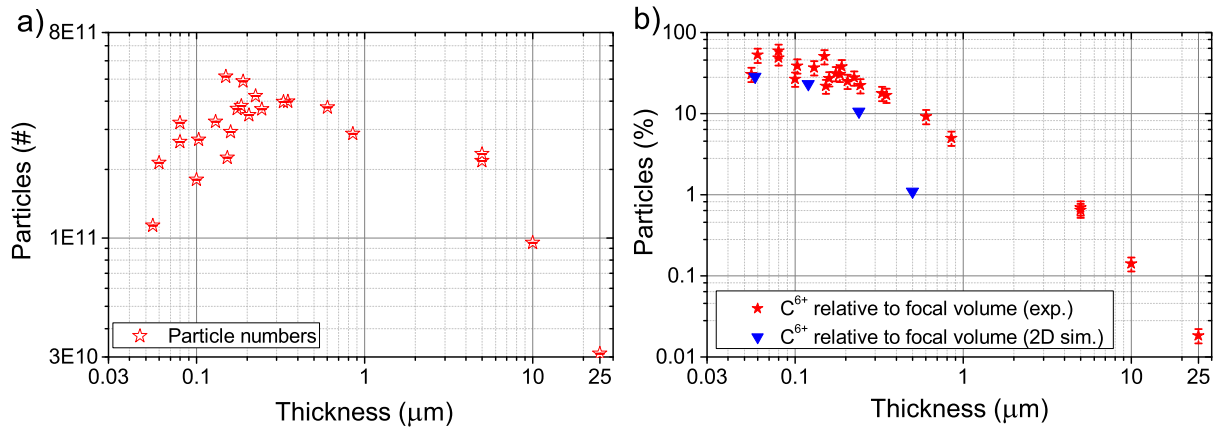 a)
8E11
1E11
3E10
Particles (#)
Particle numbers
0.03 0.1 1 10 25
Thickness (μm)
b)
100
10
1
0.1
0.01
Particles (%)
C⁶⁺ relative to focal volume (exp.)
C⁶⁺ relative to focal volume (2D sim.)
0.03 0.1 1 10 25
Thickness (μm)